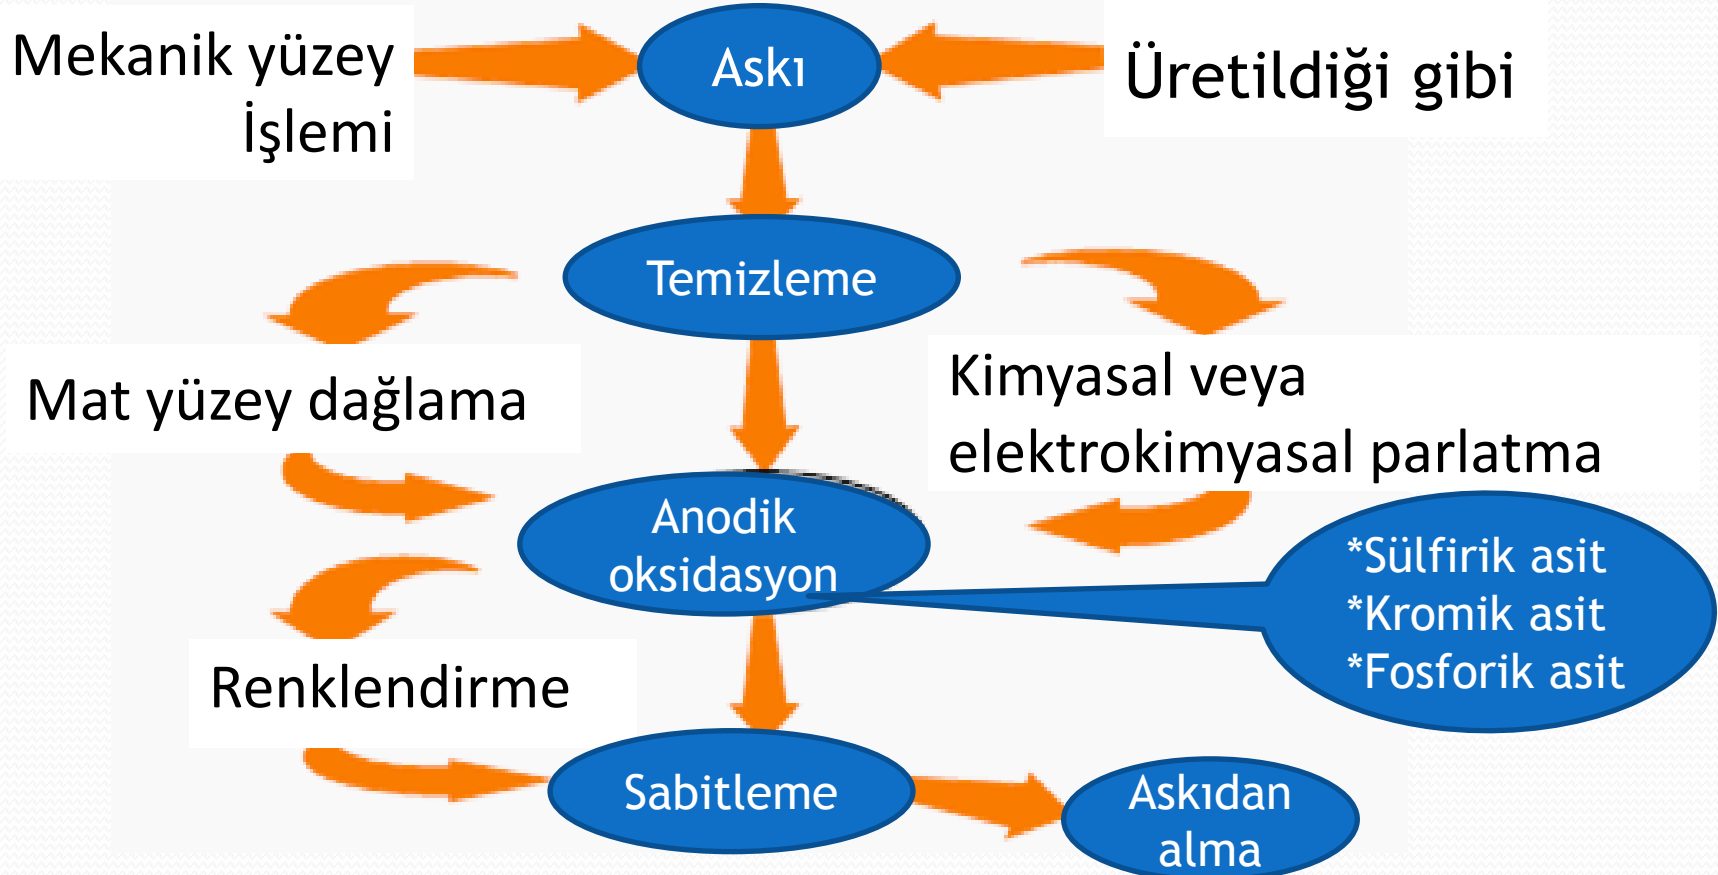 Mekanik yüzey
İşlemi
Askı
Üretildiği gibi
Temizleme
Mat yüzey dağlama
Kimyasal veya
elektrokimyasal parlatma
Anodik
oksidasyon
*Sülfirik asit
*Kromik asit
*Fosforik asit
Renklendirme
Sabitleme
Askıdan
alma